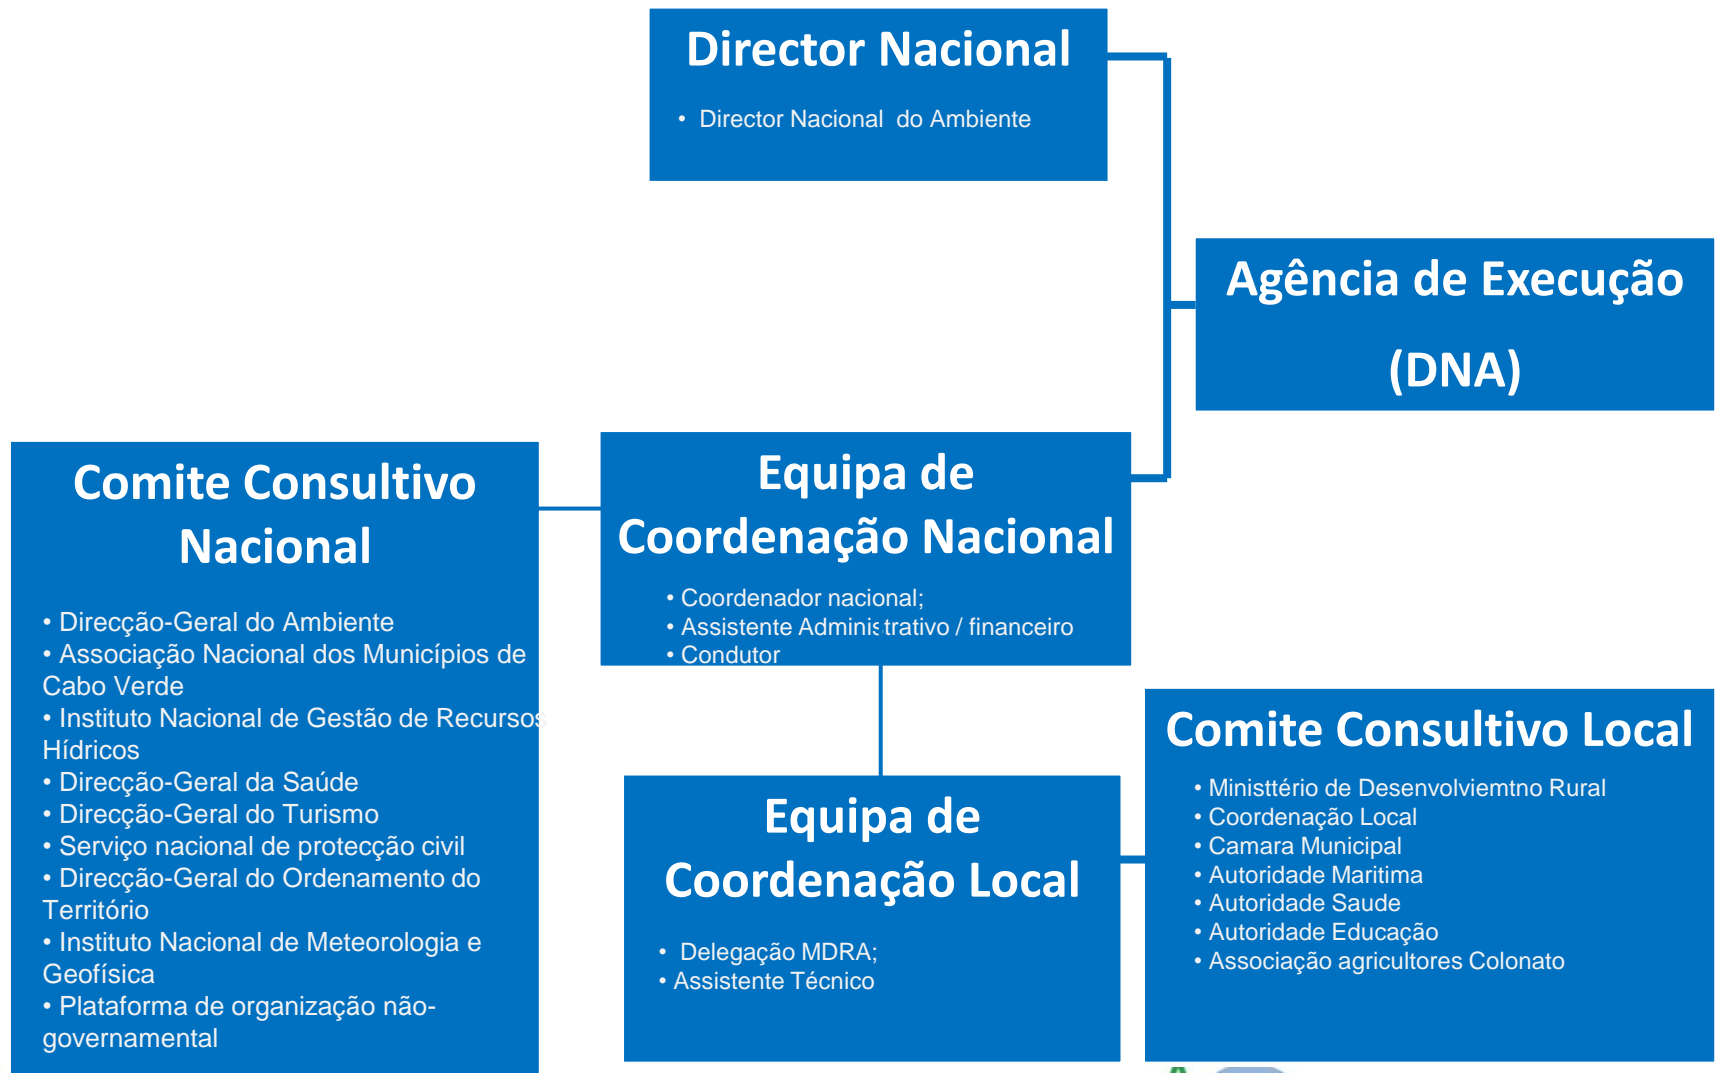 Director Nacional
• Director Nacional do Ambiente
Agência de Execução
(DNA)
Comite Consultivo
Nacional
• Direcção-Geral do Ambiente
• Associação Nacional dos Municípios de
Cabo Verde
• Instituto Nacional de Gestão de Recursos
Hídricos
• Direcção-Geral da Saúde
• Direcção-Geral do Turismo
• Serviço nacional de protecção civil
• Direcção-Geral do Ordenamento do
Território
• Instituto Nacional de Meteorologia e
Geofísica
• Plataforma de organização não-
governamental
Equipa de
Coordenação Nacional
• Coordenador nacional;
• Assistente Administrativo / financeiro
• Condutor
Equipa de
Coordenação Local
• Delegação MDRA;
• Assistente Técnico
Comite Consultivo Local
• Ministtério de Desenvolviemtno Rural
• Coordenação Local
• Camara Municipal
• Autoridade Maritima
• Autoridade Saude
• Autoridade Educação
• Associação agricultores Colonato